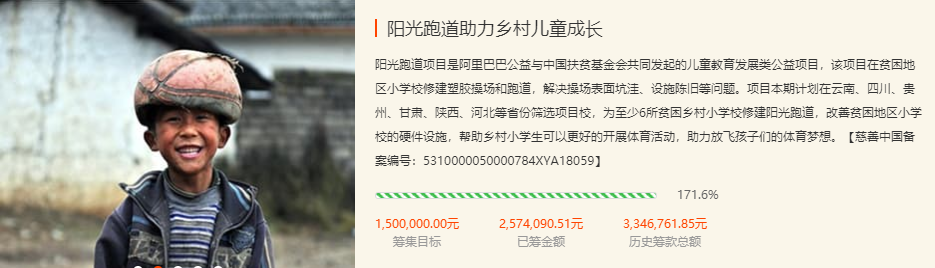 阳光跑道助力乡村儿童成长
阳光跑道项目是阿里巴巴公益与中国扶贫基金会共同发起的儿童教育发展类公益项目，该项目在贫困地
区小学校修建塑胶操场和跑道，解决操场表面坑洼、设施陈旧等问题。项目本期计划在云南、四川、贵
州、甘肃、陕西、河北等省份筛选项目校，为至少6所贫困乡村小学校修建阳光跑道，改善贫困地区小学
校的硬件设施，帮助乡村小学生可以更好的开展体育活动，助力放飞孩子们的体育梦想。【慈善中国备
案编号：5310000050000784XYA18059】
171.6%
1,500,000.00元 2,574,090.51元 3,346,761.85元
筹集目标 已筹金额 历史筹款总额